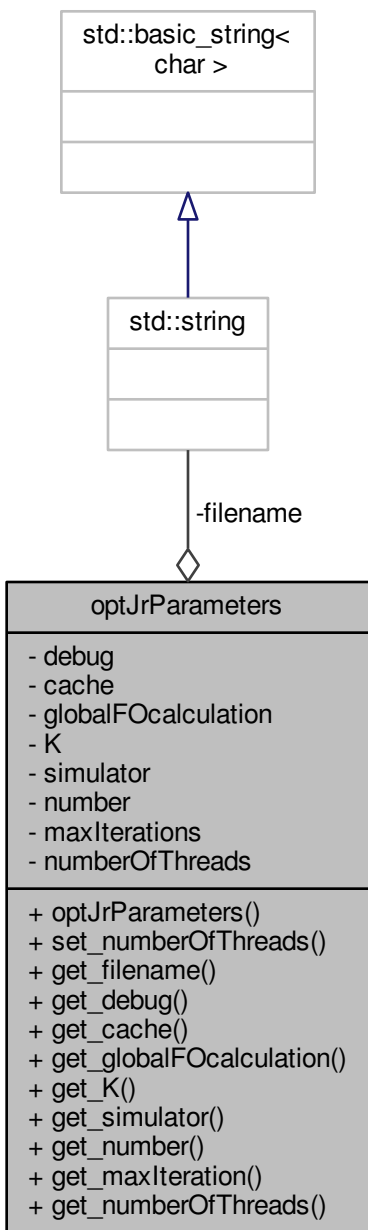 std::basic_string<
char >
std::string
-filename
optJrParameters
- debug
- cache
- globalFOcalculation
- K
- simulator
- number
- maxIterations
- numberOfThreads
+ optJrParameters()
+ set_numberOfThreads()
+ get_filename()
+ get_debug()
+ get_cache()
+ get_globalFOcalculation()
+ get_K()
+ get_simulator()
+ get_number()
+ get_maxIteration()
+ get_numberOfThreads()